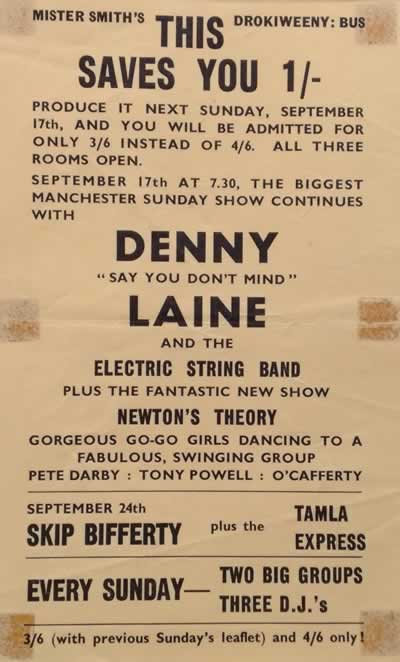 MISTER SMITH'S DROKIWEENY: BUS
THIS
SAVES YOU 1/-
PRODUCE IT NEXT SUNDAY, SEPTEMBER
17th, AND YOU WILL BE ADMITTED FOR
ONLY 3/6 INSTEAD OF 4/6. ALL THREE
ROOMS OPEN.
SEPTEMBER 17th AT 7.30, THE BIGGEST
MANCHESTER SUNDAY SHOW CONTINUES
WITH
DENNY
"SAY YOU DON'T MIND"
LAINE
AND THE
ELECTRIC STRING BAND
PLUS THE FANTASTIC NEW SHOW
NEWTON'S THEORY
GORGEOUS GO-GO GIRLS DANCING TO A
FABULOUS, SWINGING GROUP
PETE DARBY : TONY POWELL : O'CAFFERTY
SEPTEMBER 24th
SKIP BIFFERTY plus the TAMLA
EXPRESS
EVERY SUNDAY— TWO BIG GROUPS
THREE D.J.'s
3/6 (with previous Sunday's leaflet) and 4/6 only!